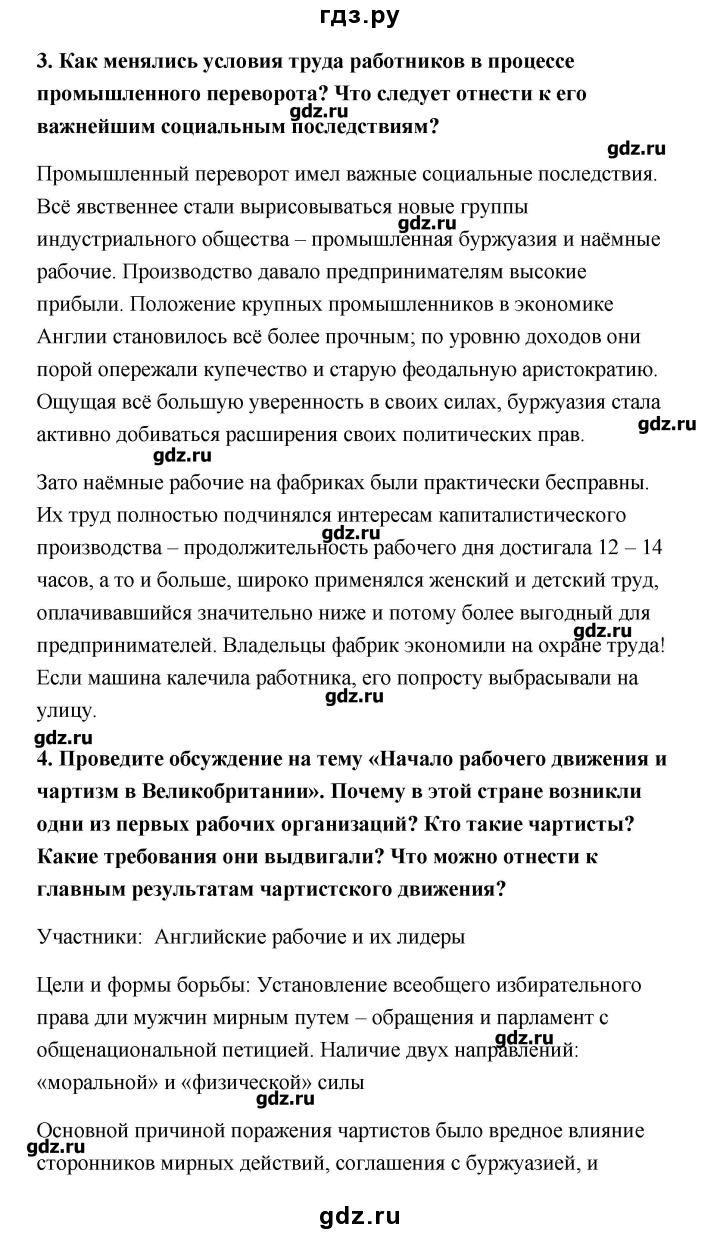 гдз.ру
3. Как менялись условия труда работников в процессе
промышленного переворота? Что следует отнести к его
gdz.ru
важнейшим социальным последствиям?
gdz.ru
Промышленный переворот имел важные социальные последствия.
Всё явственнее стали вырисовываться новые группы
gdz.ru
индустриального общества – промышленная буржуазия и наёмные
рабочие. Производство давало предпринимателям высокие
прибыли. Положение крупных промышленников в экономике
Англии становилось всё более прочным; по уровню доходов они
порой опережали купечество и старую феодальную аристократию.
Ощущая всё большую уверенность в своих силах, буржуазия стала
gdz.ru
активно добиваться расширения своих политических прав.
gdz.ru
Зато наёмные рабочие на фабриках были практически бесправны.
Их труд полностью подчинялся интересам капиталистического
gdz.ru
производства – продолжительность рабочего дня достигала 12 – 14
часов, а то и больше, широко применялся женский и детский труд,
оплачивавшийся значительно ниже и потому более выгодный для
gdz.ru
предпринимателей. Владельцы фабрик экономили на охране труда!
Если машина калечила работника, его попросту выбрасывали на
gdz.ru
улицу.
gdz.ru
4. Проведите обсуждение на тему «Начало рабочего движения и
чартизм в Великобритании». Почему в этой стране возникли
одни из первых рабочих организаций? Кто такие чартисты?
Какие требования они выдвигали? Что можно отнести к
главным результатам чартистского движения?
Участники:  Английские рабочие и их лидеры
Цели и формы борьбы: Установление всеобщего избирательного
права дли мужчин мирным путем – обращения и парламент с
gdz.ru
общенациональной петицией. Наличие двух направлений:
«моральной» и «физической» силы
gdz.ru
Основной причиной поражения чартистов было вредное влияние
gdz.ru
сторонников мирных действий, соглашения с буржуазией, и
gdz.ru